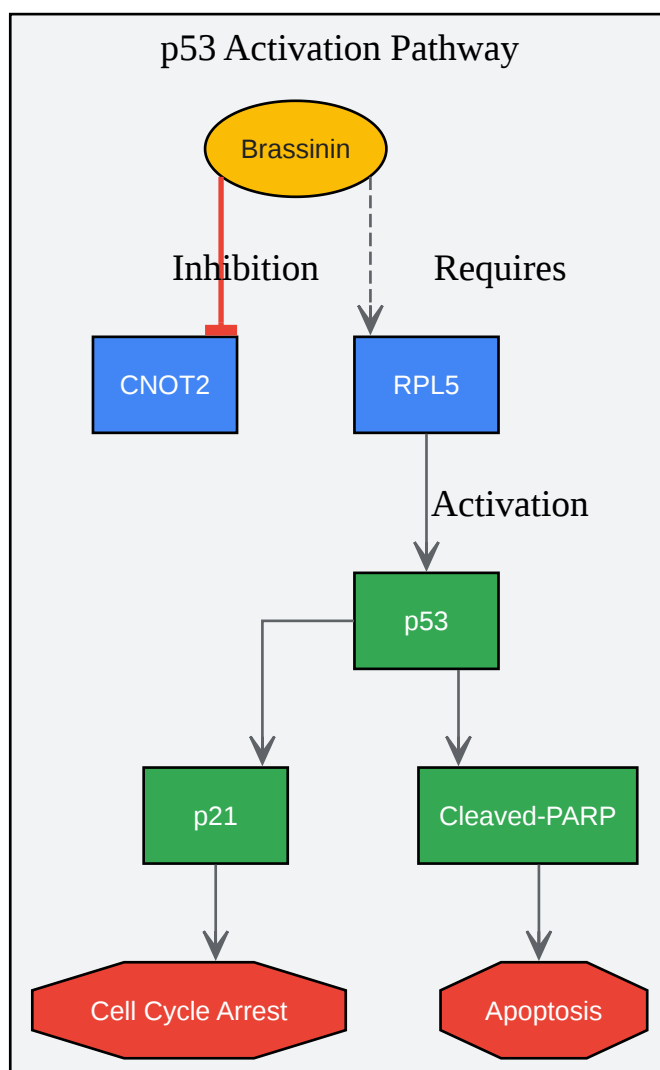 p53 Activation Pathway
Brassinin
Inhibition
Requires
CNOT2
RPL5
Activation
p53
p21
Cleaved-PARP
Cell Cycle Arrest
Apoptosis